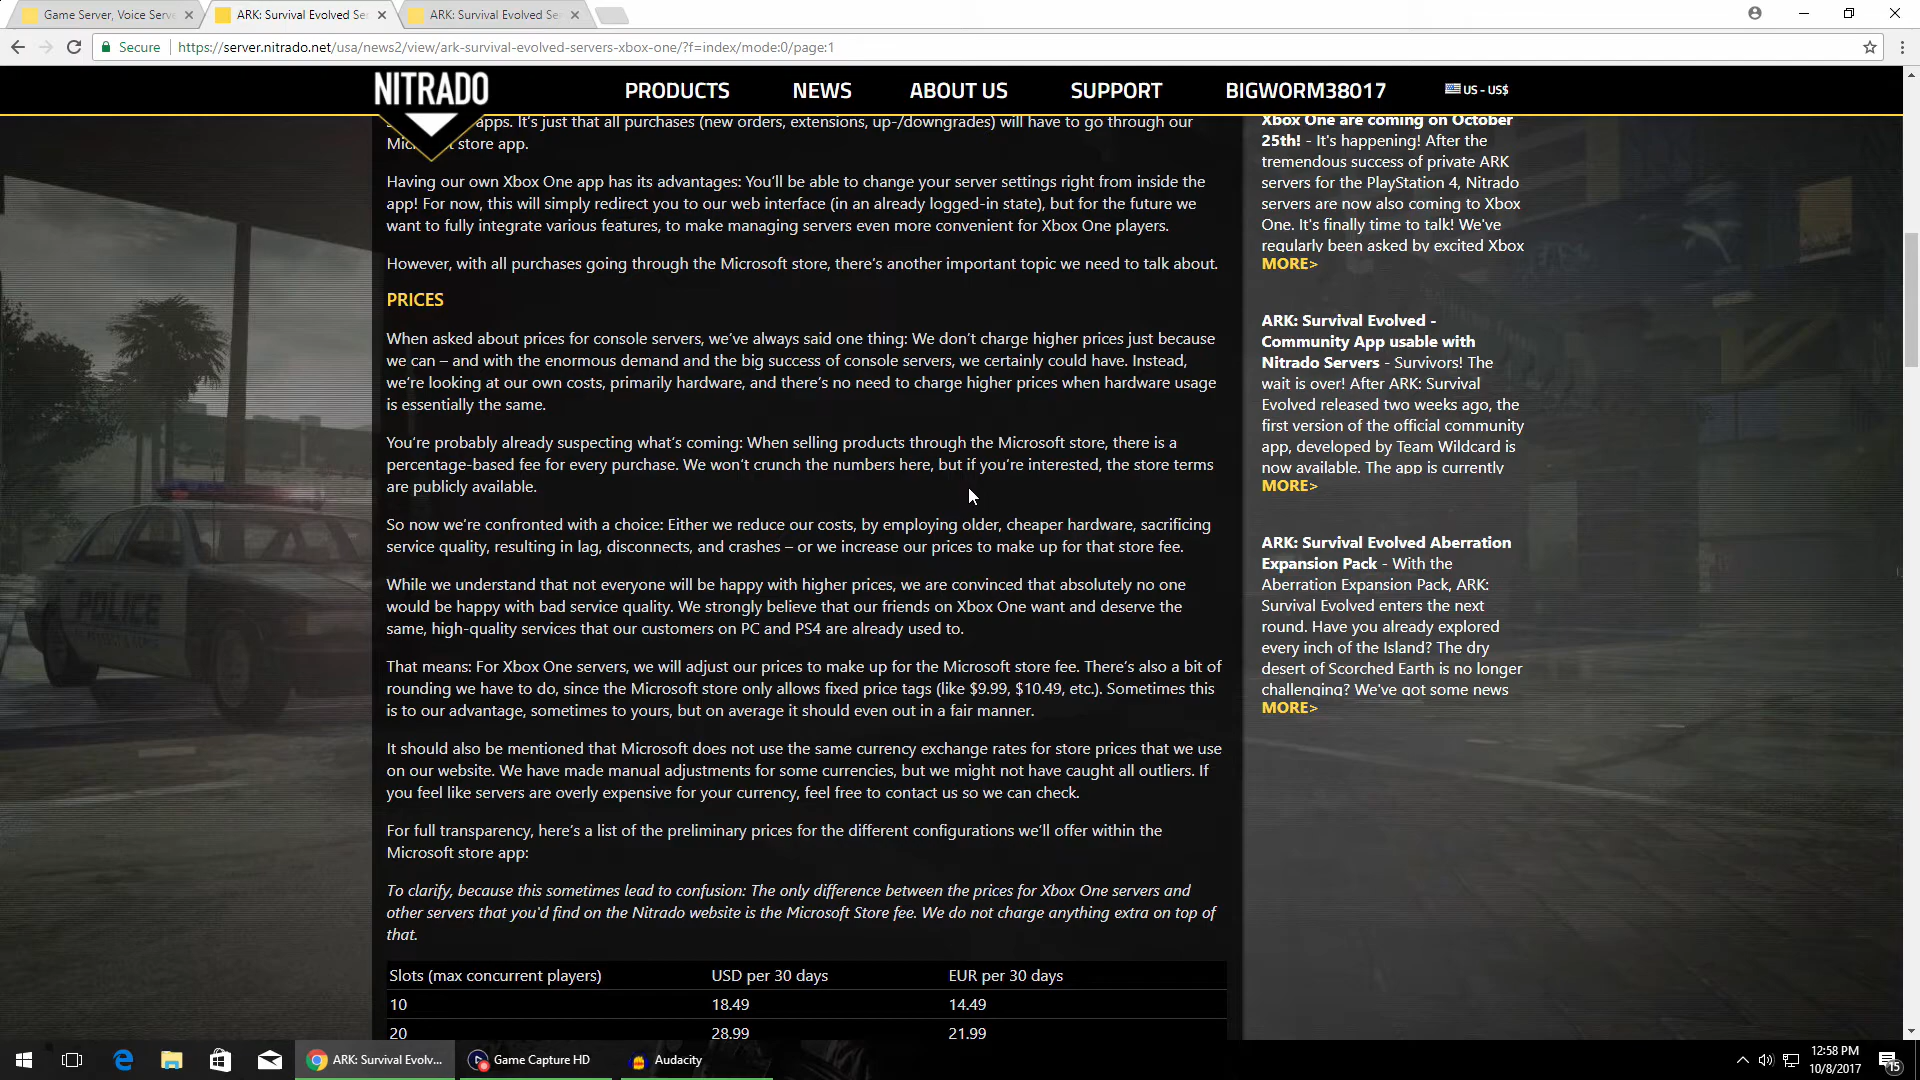 Game Server, Voice Serve
ARK: Survival Evolved Se
ARK: Survival Evolved Se
Secure
https://server.nitrado.net/usa/news2/view/ark-survival-evolved-servers-xbox-one/?f=index/mode:0/page:1
NITRADO
PRODUCTS
NEWS
ABOUT US
SUPPORT
BIGWORM38017
US - US$
apps. It's just that all purchases (new orders, extensions, up-/downgrades) will have to go through our
store app.
Having our own Xbox One app has its advantages: You'll be able to change your server settings right from inside the
app! For now, this will simply redirect you to our web interface (in an already logged-in state), but for the future we
want to fully integrate various features, to make managing servers even more convenient for Xbox One players.
However, with all purchases going through the Microsoft store, there's another important topic we need to talk about.
PRICES
When asked about prices for console servers, we've always said one thing: We don't charge higher prices just because
we can – and with the enormous demand and the big success of console servers, we certainly could have. Instead,
we're looking at our own costs, primarily hardware, and there's no need to charge higher prices when hardware usage
is essentially the same.
You're probably already suspecting what's coming: When selling products through the Microsoft store, there is a
percentage-based fee for every purchase. We won't crunch the numbers here, but if you're interested, the store terms
are publicly available.
So now we're confronted with a choice: Either we reduce our costs, by employing older, cheaper hardware, sacrificing
service quality, resulting in lag, disconnects, and crashes – or we increase our prices to make up for that store fee.
While we understand that not everyone will be happy with higher prices, we are convinced that absolutely no one
would be happy with bad service quality. We strongly believe that our friends on Xbox One want and deserve the
same, high-quality services that our customers on PC and PS4 are already used to.
That means: For Xbox One servers, we will adjust our prices to make up for the Microsoft store fee. There's also a bit of
rounding we have to do, since the Microsoft store only allows fixed price tags (like $9.99, $10.49, etc.). Sometimes this
is to our advantage, sometimes to yours, but on average it should even out in a fair manner.
It should also be mentioned that Microsoft does not use the same currency exchange rates for store prices that we use
on our website. We have made manual adjustments for some currencies, but we might not have caught all outliers. If
you feel like servers are overly expensive for your currency, feel free to contact us so we can check.
For full transparency, here's a list of the preliminary prices for the different configurations we'll offer within the
Microsoft store app:
To clarify, because this sometimes lead to confusion: The only difference between the prices for Xbox One servers and
other servers that you'd find on the Nitrado website is the Microsoft Store fee. We do not charge anything extra on top of
that.
Slots (max concurrent players) USD per 30 days EUR per 30 days
10 18.49 14.49
20 28.99 21.99
Xbox One are coming on October
25th! - It's happening! After the
tremendous success of private ARK
servers for the PlayStation 4, Nitrado
servers are now also coming to Xbox
One. It's finally time to talk! We've
regularly been asked by excited Xbox
MORE>
ARK: Survival Evolved -
Community App usable with
Nitrado Servers - Survivors! The
wait is over! After ARK: Survival
Evolved released two weeks ago, the
first version of the official community
app, developed by Team Wildcard is
now available. The app is currently
MORE>
ARK: Survival Evolved Aberration
Expansion Pack - With the
Aberration Expansion Pack, ARK:
Survival Evolved enters the next
round. Have you already explored
every inch of the Island? The dry
desert of Scorched Earth is no longer
challenging? We've got some news
MORE>
POLICE
ARK: Survival Evolv...
Game Capture HD
Audacity
12:58 PM
10/8/2017
15